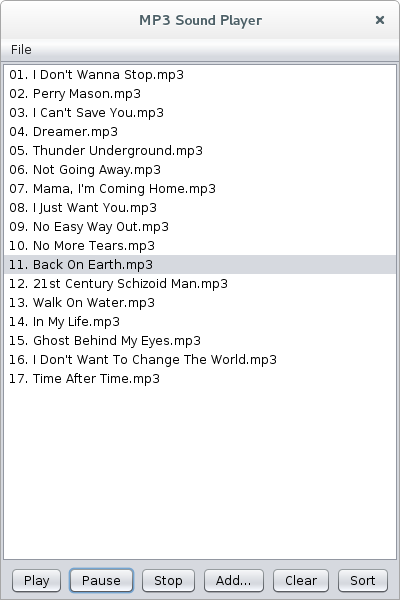 MP3 Sound Player
File
01. I Don't Wanna Stop.mp3
02. Perry Mason.mp3
03. I Can't Save You.mp3
04. Dreamer.mp3
05. Thunder Underground.mp3
06. Not Going Away.mp3
07. Mama, I'm Coming Home.mp3
08. I Just Want You.mp3
09. No Easy Way Out.mp3
10. No More Tears.mp3
11. Back On Earth.mp3
12. 21st Century Schizoid Man.mp3
13. Walk On Water.mp3
14. In My Life.mp3
15. Ghost Behind My Eyes.mp3
16. I Don't Want To Change The World.mp3
17. Time After Time.mp3
Play Pause Stop Add... Clear Sort